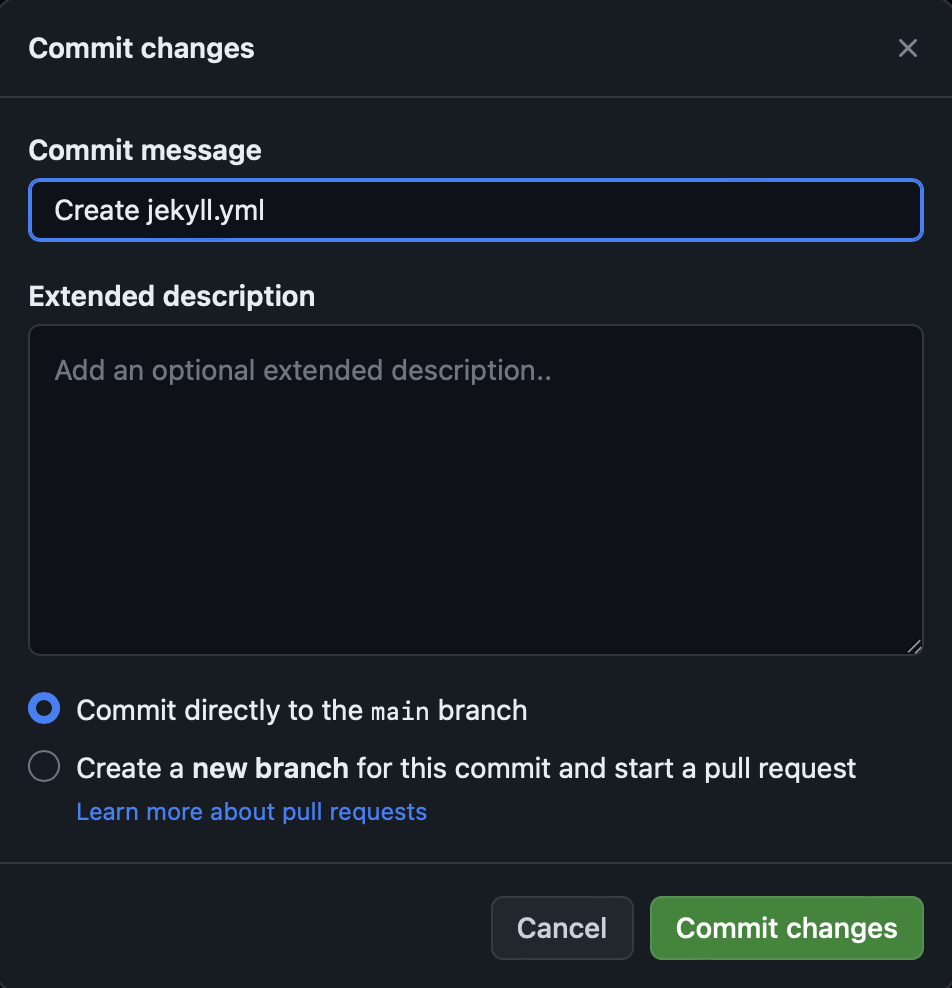 Commit changes
Commit message
Create jekyll.yml
Extended description
Add an optional extended description..
Commit directly to the main branch
Create a new branch for this commit and start a pull request
Learn more about pull requests
Cancel
Commit changes